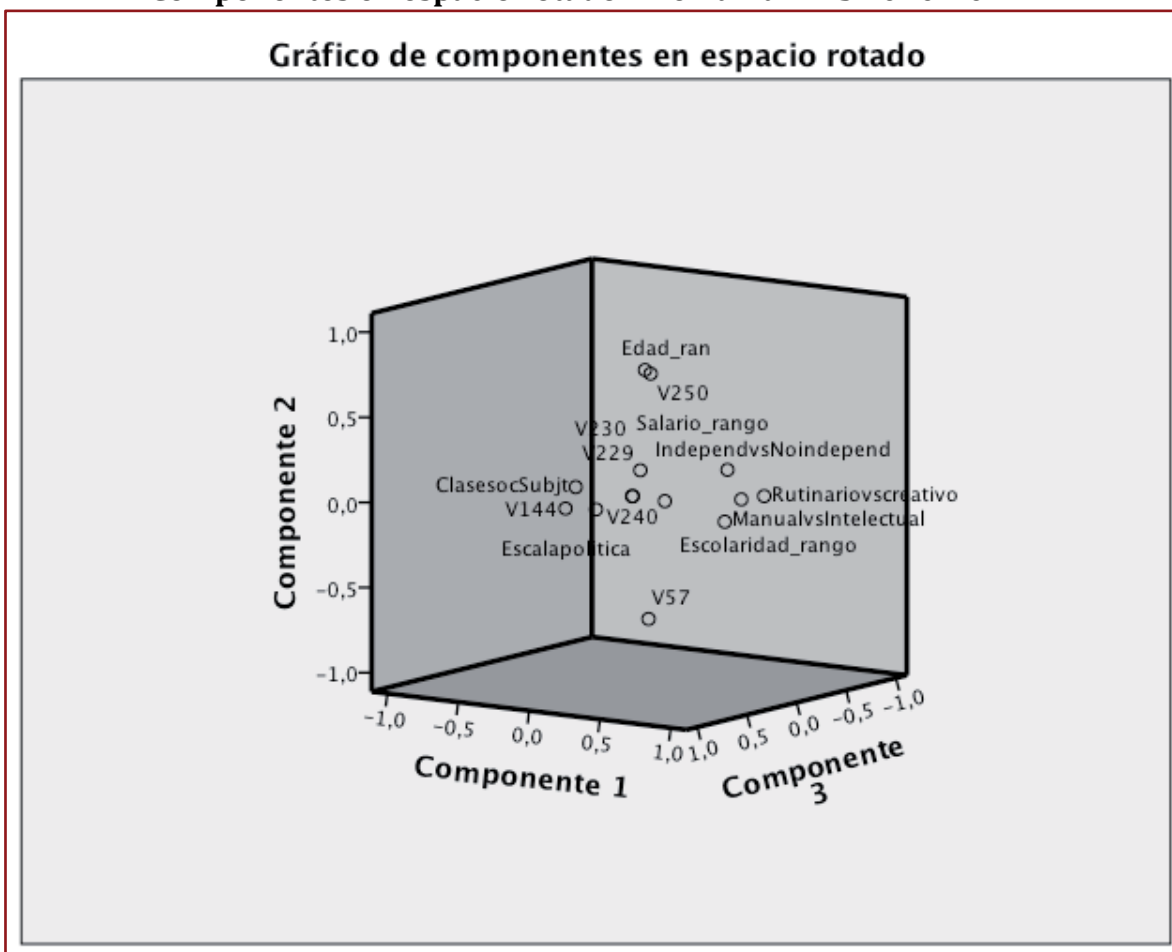 Gráfico de componentes en espacio rotado
Componente 2
1,0
0,5
0,0
-0,5
-1,0
Edad_ran
V250
V230 Salario_rango
V229 IndependvsNoindepend
ClasesocSubjt
Rutinariovscreativo
V144
V240
ManualvsIntelectual
Escalapolitica
Escolaridad_rango
V57
-1,0
-0,5
0,0
0,5
1,0
1,0
0,5
0,0
-0,5
-1,0
Componente 1
Componente
3